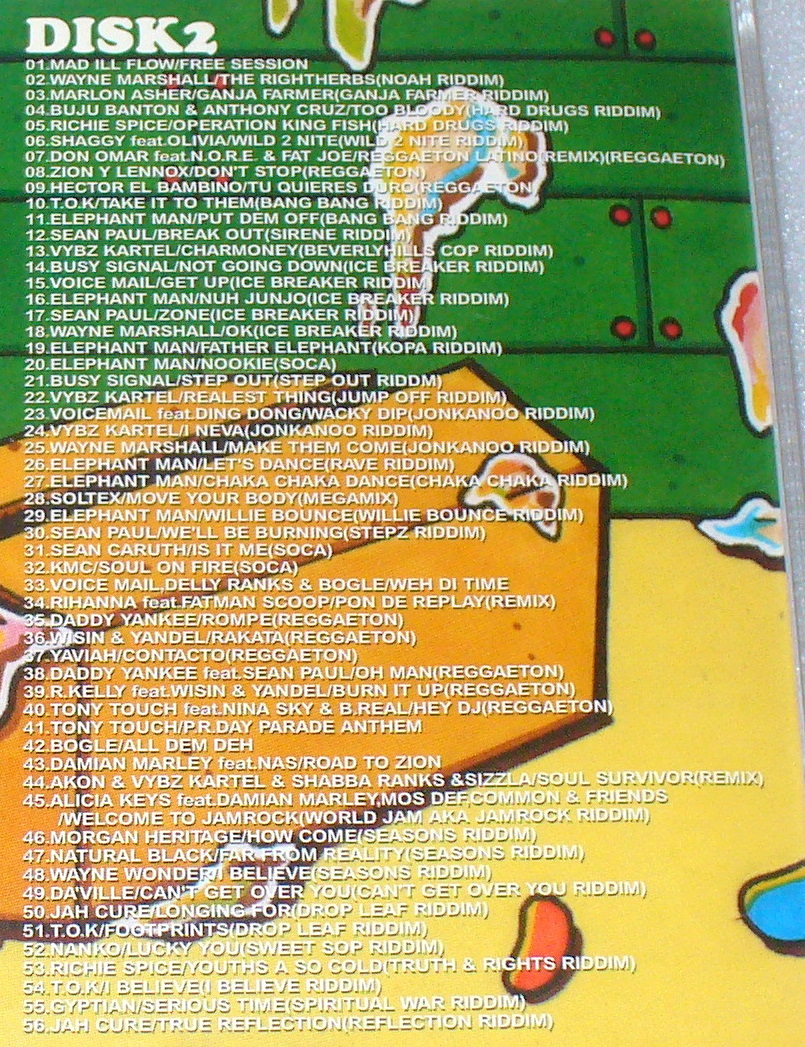 DISK2
01.MAD ILL FLOW/FREE SESSION
02.WAYNE MARSHALL/THE RIGHTHERBS(NOAH RIDDIM)
03.MARLON ASHER/GANJA FARMER(GANJA FARMER RIDDIM)
04.BUJU BANTON & ANTHONY CRUZ/TOO BLOODY(HARD DRUGS RIDDIM)
05.RICHIE SPICE/OPERATION KING FISH(HARD DRUGS RIDDIM)
06.SHAGGY feat.OLIVIA/WILD 2 NITE(WILD 2 NITE RIDDIM)
07.DON OMAR feat.N.O.R.E. & FAT JOE/REGGAETON LATINO(REMIX)(REGGAETON)
08.ZION Y LENNOX/DON'T STOP(REGGAETON)
09.HECTOR EL BAMBINO/TU QUIERES DURO(REGGAETON)
10.T.O.K/TAKE IT TO THEM(BANG BANG RIDDIM)
11.ELEPHANT MAN/PUT DEM OFF(BANG BANG RIDDIM)
12.SEAN PAUL/BREAK OUT(SIRENE RIDDIM)
13.VYBZ KARTEL/CHARMONEY(BEVERLYHILLS COP RIDDIM)
14.BUSY SIGNAL/NOT GOING DOWN(ICE BREAKER RIDDIM)
15.VOICE MAIL/GET UP(ICE BREAKER RIDDIM)
16.ELEPHANT MAN/NUH JUNJO(ICE BREAKER RIDDIM)
17.SEAN PAUL/ZONE(ICE BREAKER RIDDIM)
18.WAYNE MARSHALL/OK(ICE BREAKER RIDDIM)
19.ELEPHANT MAN/FATHER ELEPHANT(KOPA RIDDIM)
20.ELEPHANT MAN/NOOKIE(SOCA)
21.BUSY SIGNAL/STEP OUT(STEP OUT RIDDM)
22.VYBZ KARTEL/REALEST THING(JUMP OFF RIDDIM)
23.VOICEMAIL feat.DING DONG/WACKY DIP(JONKANOO RIDDIM)
24.VYBZ KARTEL/I NEVA(JONKANOO RIDDIM)
25.WAYNE MARSHALL/MAKE THEM COME(JONKANOO RIDDIM)
26.ELEPHANT MAN/LET'S DANCE(RAVE RIDDIM)
27.ELEPHANT MAN/CHAKA CHAKA DANCE(CHAKA CHAKA RIDDIM)
28.SOLTEX/MOVE YOUR BODY(MEGAMIX)
29.ELEPHANT MAN/WILLIE BOUNCE(WILLIE BOUNCE RIDDIM)
30.SEAN PAUL/WE'LL BE BURNING(STEPZ RIDDIM)
31.SEAN CARUTH/IS IT ME(SOCA)
32.KMC/SOUL ON FIRE(SOCA)
33.VOICE MAIL,DELLY RANKS & BOGLE/WEH DI TIME
34.RIHANNA feat.FATMAN SCOOP/PON DE REPLAY(REMIX)
35.DADDY YANKEE/ROMPE(REGGAETON)
36.WISIN & YANDEL/RAKATA(REGGAETON)
37.YAVIAH/CONTACTO(REGGAETON)
38.DADDY YANKEE feat.SEAN PAUL/OH MAN(REGGAETON)
39.R.KELLY feat.WISIN & YANDEL/BURN IT UP(REGGAETON)
40.TONY TOUCH feat.NINA SKY & B.REAL/HEY DJ(REGGAETON)
41.TONY TOUCH/P.R.DAY PARADE ANTHEM
42.BOGLE/ALL DEM DEH
43.DAMIAN MARLEY feat.NAS/ROAD TO ZION
44.AKON & VYBZ KARTEL & SHABBA RANKS &SIZZLA/SOUL SURVIVOR(REMIX)
45.ALICIA KEYS feat.DAMIAN MARLEY,MOS DEF,COMMON & FRIENDS
/WELCOME TO JAMROCK(WORLD JAM AKA JAMROCK RIDDIM)
46.MORGAN HERITAGE/HOW COME(SEASONS RIDDIM)
47.NATURAL BLACK/FAR FROM REALITY(SEASONS RIDDIM)
48.WAYNE WONDER/I BELIEVE(SEASONS RIDDIM)
49.DA'VILLE/CAN'T GET OVER YOU(CAN'T GET OVER YOU RIDDIM)
50.JAH CURE/LONGING FOR(DROP LEAF RIDDIM)
51.T.O.K/FOOTPRINTS(DROP LEAF RIDDIM)
52.NANKO/LUCKY YOU(SWEET SOP RIDDIM)
53.RICHIE SPICE/YOUTHS A SO COLD(TRUTH & RIGHTS RIDDIM)
54.T.O.K/I BELIEVE(I BELIEVE RIDDIM)
55.GYPTIAN/SERIOUS TIME(SPIRITUAL WAR RIDDIM)
56.JAH CURE/TRUE REFLECTION(REFLECTION RIDDIM)